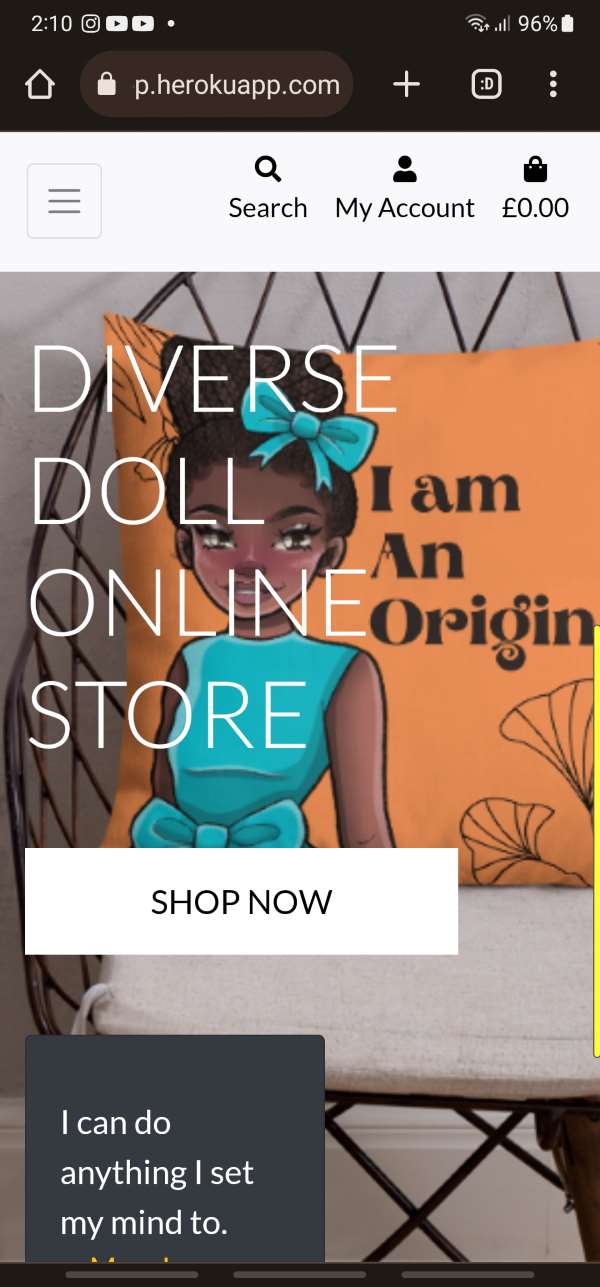 2:10
96%
p.herokuapp.com
:D
Search
My Account
£0.00
DIVERSE
DOLL
ONLINE
STORE
I am
An
Origin
SHOP NOW
I can do
anything I set
my mind to.